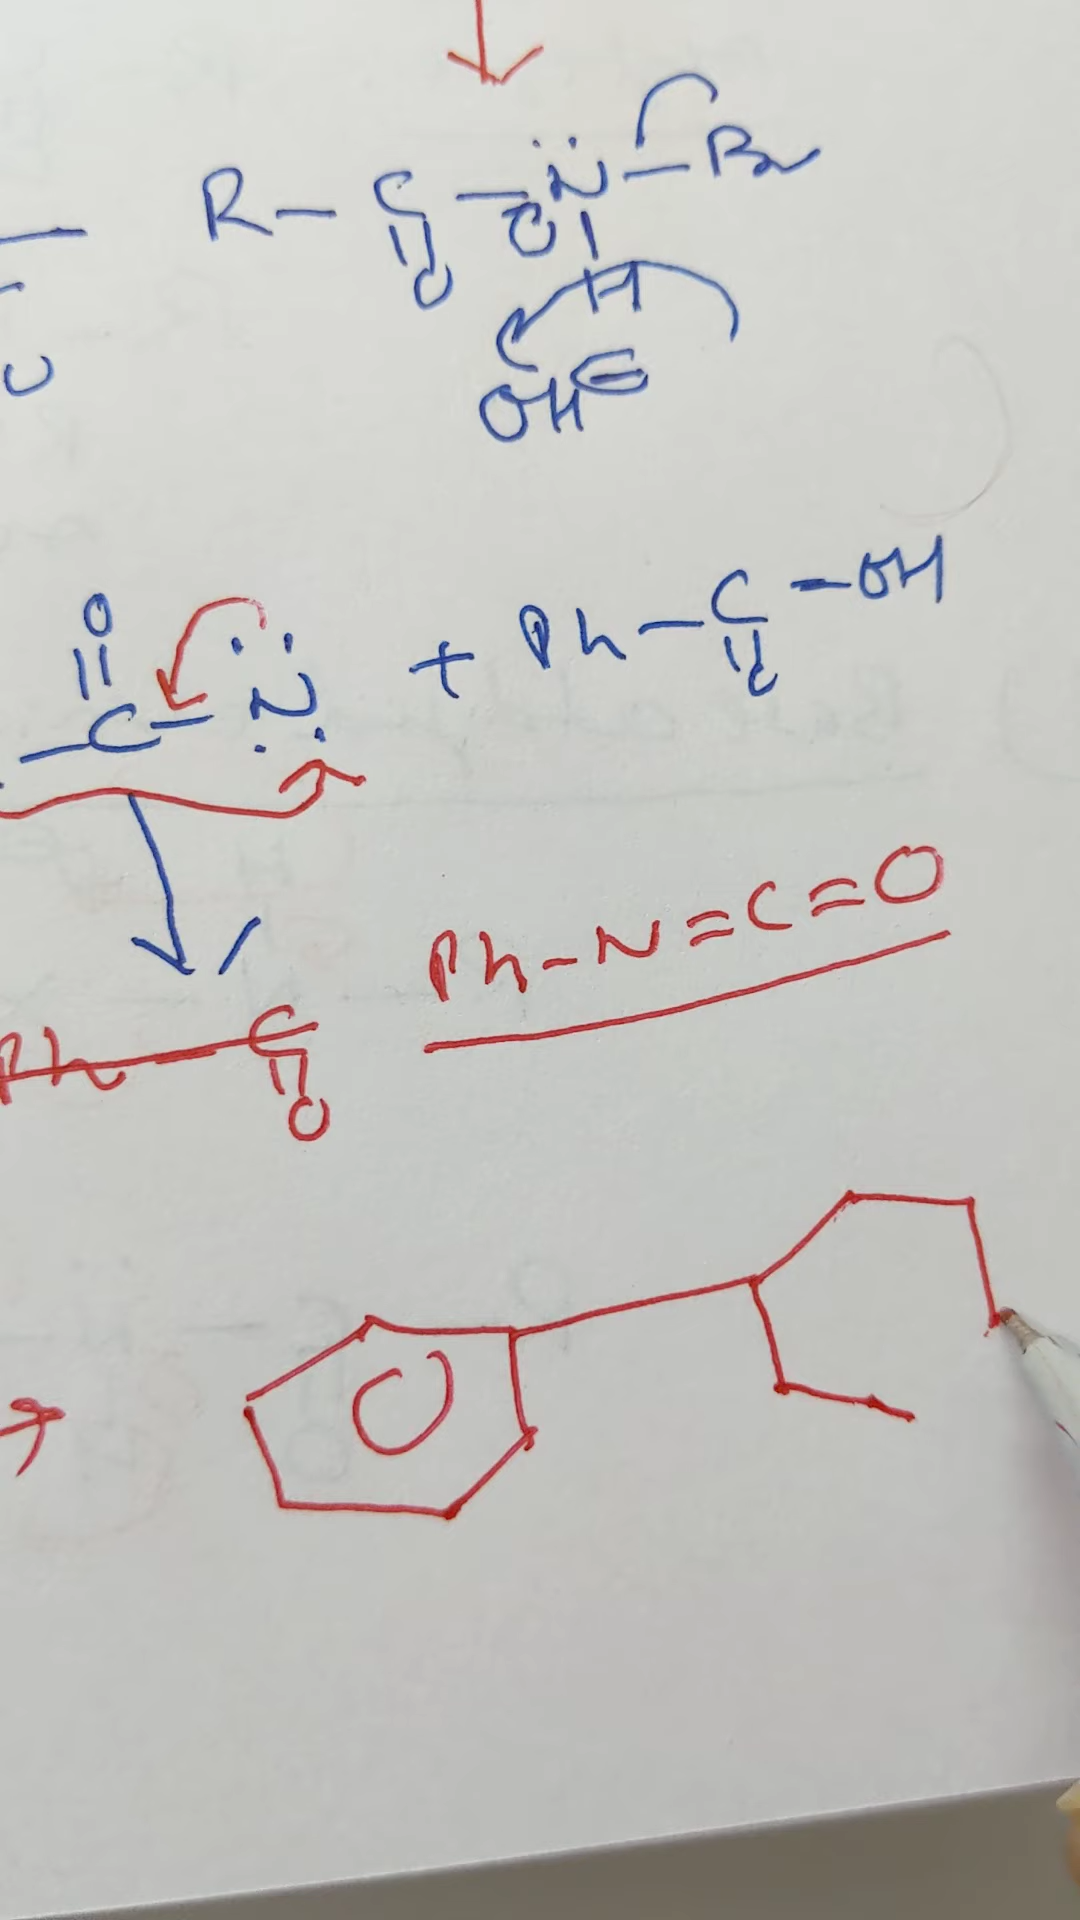 R–C–N̈–Br
||
O
Θ
|
H
OH⊖
O
||
–C–N̈: + Ph–C–OH
||
O
Ph–N=C=O
Ph–C
||
O